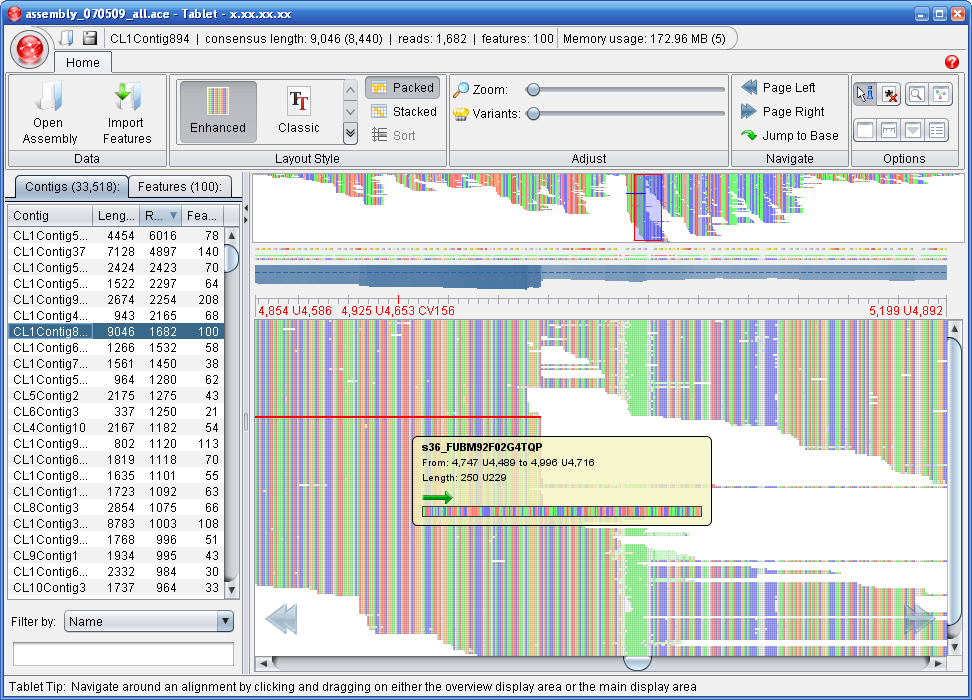 assembly_070509_all.ace - Tablet - x.xx.xx.xx
CL1Contig894 | consensus length: 9,046 (8,440) | reads: 1,682 | features: 100 | Memory usage: 172.96 MB (5)
Home
Open Assembly
Import Features
Data
Enhanced
Classic
Packed
Stacked
Sort
Layout Style
Zoom:
Variants:
Adjust
Page Left
Page Right
Jump to Base
Navigate
Options
Contigs (33,518):
Features (100):
Contig Leng... R... Fea...
CL1Contig5... 4454 6016 78
CL1Contig37 7128 4897 140
CL1Contig5... 2424 2423 70
CL1Contig5... 1522 2297 64
CL1Contig9... 2674 2254 208
CL1Contig4... 943 2165 68
CL1Contig8... 9046 1682 100
CL1Contig6... 1266 1532 58
CL1Contig7... 1561 1450 38
CL1Contig5... 964 1280 62
CL5Contig2 2175 1275 43
CL6Contig3 337 1250 21
CL4Contig10 2167 1182 54
CL1Contig9... 802 1120 113
CL1Contig6... 1819 1118 70
CL1Contig8... 1635 1101 55
CL1Contig1... 1723 1092 63
CL8Contig3 2854 1075 66
CL1Contig3... 8783 1003 108
CL1Contig9... 1768 996 51
CL9Contig1 1934 995 43
CL1Contig6... 2332 984 30
CL10Contig3 1737 964 33
Filter by: Name
4,854 U4,586 4,925 U4,653 CV156 5,199 U4,892
s36_FUBM92F02G4TQP
From: 4,747 U4,489 to 4,996 U4,716
Length: 250 U229
Tablet Tip: Navigate around an alignment by clicking and dragging on either the overview display area or the main display area